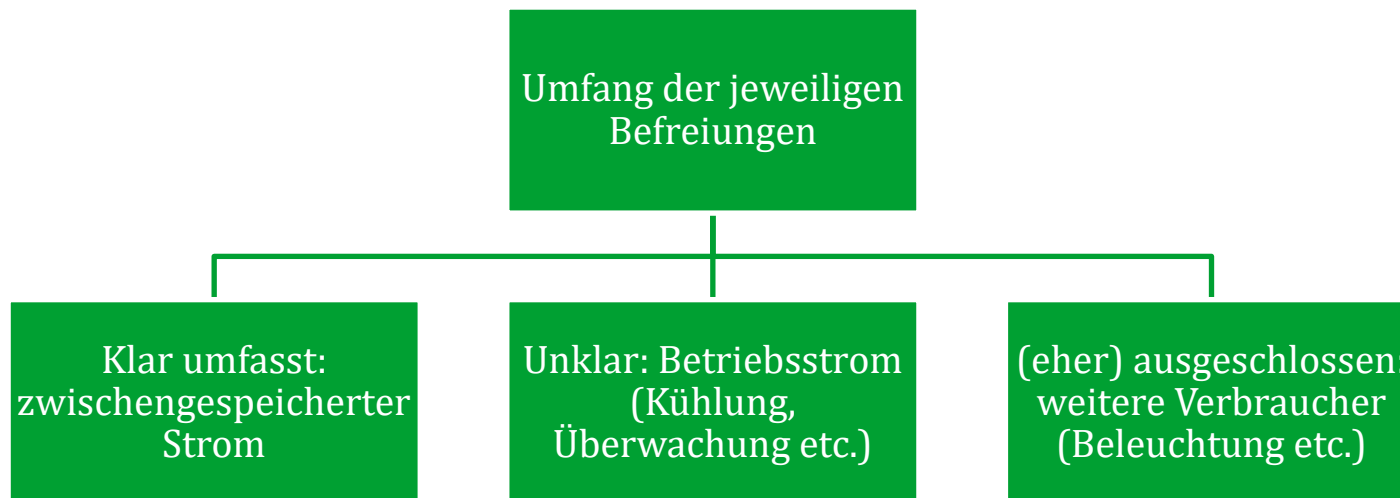 Umfang der jeweiligen
Befreiungen
Klar umfasst:
zwischengespeicherter
Strom
Unklar: Betriebsstrom
(Kühlung,
Überwachung etc.)
(eher) ausgeschlossen:
weitere Verbraucher
(Beleuchtung etc.)